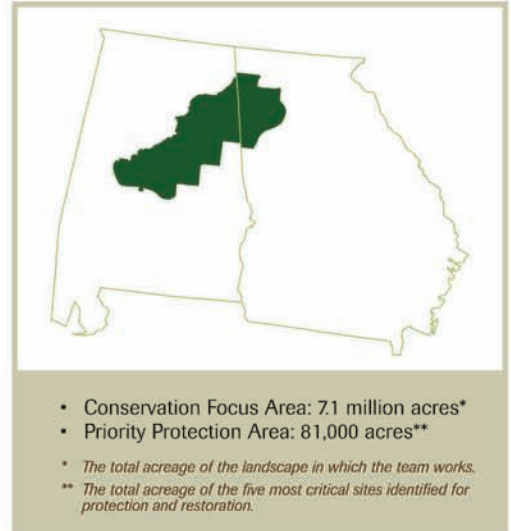 • Conservation Focus Area: 7.1 million acres*
• Priority Protection Area: 81,000 acres**
* The total acreage of the landscape in which the team works.
** The total acreage of the five most critical sites identified for
protection and restoration.